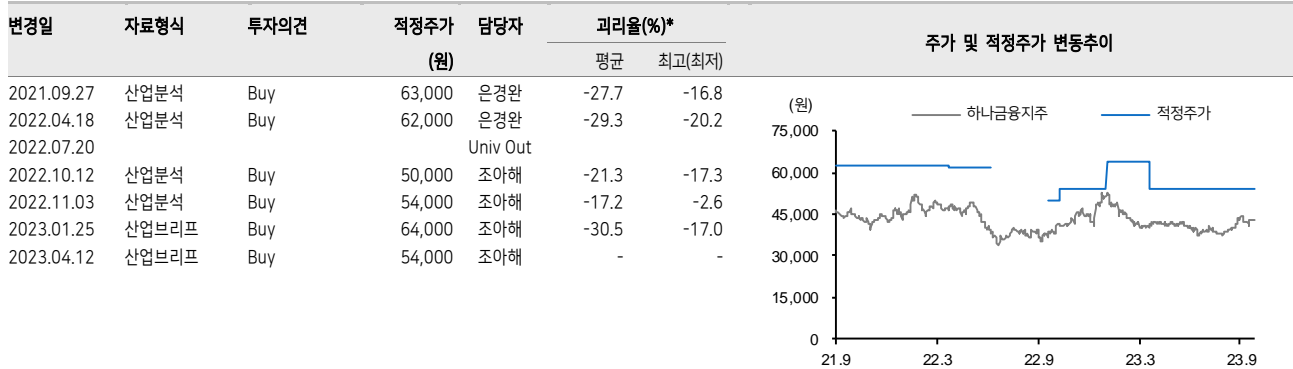 변경일 자료형식 투자의견 적정주가 담당자 괴리율(%)*
(원) 평균 최고(최저)
2021.09.27 산업분석 Buy 63,000 은경완 -27.7 -16.8
2022.04.18 산업분석 Buy 62,000 은경완 -29.3 -20.2
2022.07.20 Univ Out
2022.10.12 산업분석 Buy 50,000 조아해 -21.3 -17.3
2022.11.03 산업분석 Buy 54,000 조아해 -17.2 -2.6
2023.01.25 산업브리프 Buy 64,000 조아해 -30.5 -17.0
2023.04.12 산업브리프 Buy 54,000 조아해 - -
주가 및 적정주가 변동추이
(원) 하나금융지주 적정주가
75,000
60,000
45,000
30,000
15,000
0
21.9 22.3 22.9 23.3 23.9